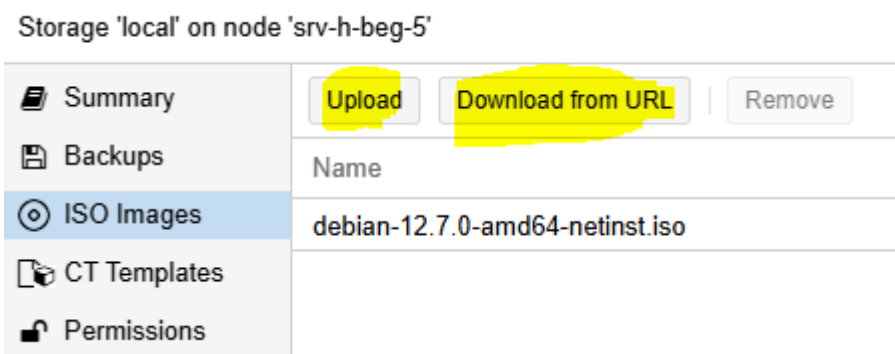 Storage 'local' on node 'srv-h-beg-5'
Summary
Backups
ISO Images
CT Templates
Permissions
Upload Download from URL Remove
Name
debian-12.7.0-amd64-netinst.iso